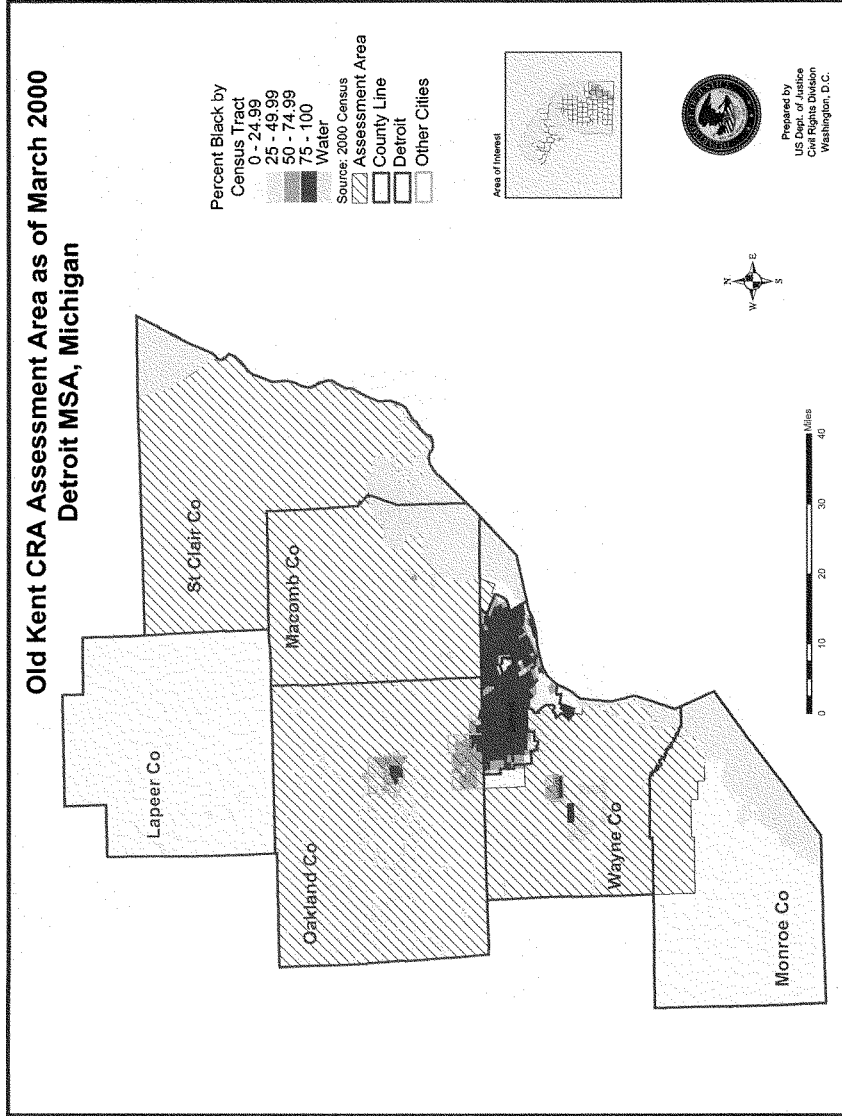 Old Kent CRA Assessment Area as of March 2000
Detroit MSA, Michigan
Percent Black by
Census Tract
0 - 24.99
25 - 49.99
50 - 74.99
75 - 100
Water
Source: 2000 Census
Assessment Area
County Line
Detroit
Other Cities
Area of Interest
Lapeer Co
St Clair Co
Oakland Co
Macomb Co
Wayne Co
Monroe Co
N
W
E
S
0
10
20
30
40
Miles
Prepared by
US Dept. of Justice
Civil Rights Division
Washington, D.C.